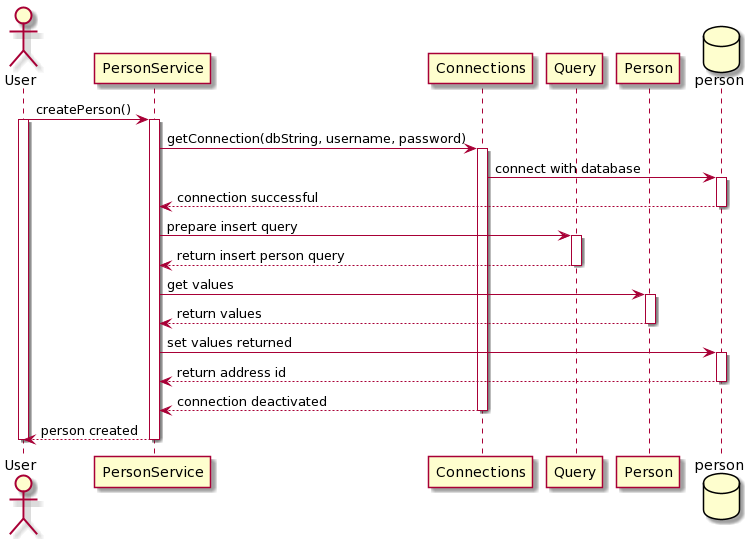 User
PersonService
Connections
Query
Person
person
createPerson()
getConnection(dbString, username, password)
connect with database
connection successful
prepare insert query
return insert person query
get values
return values
set values returned
return address id
connection deactivated
person created
User
PersonService
Connections
Query
Person
person